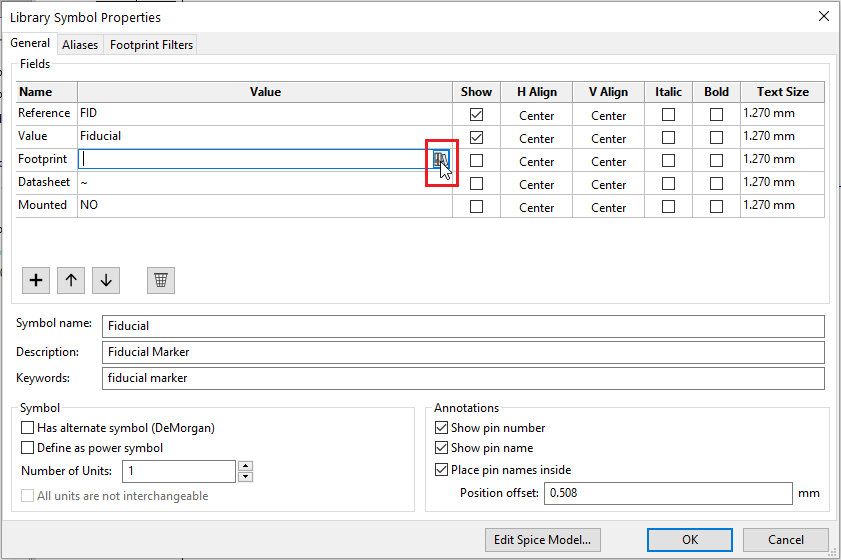 Library Symbol Properties
General Aliases Footprint Filters
Fields
Name Value Show H Align V Align Italic Bold Text Size
Reference FID Center Center 1.270 mm
Value Fiducial Center Center 1.270 mm
Footprint Center Center 1.270 mm
Datasheet ~ Center Center 1.270 mm
Mounted NO Center Center 1.270 mm
Symbol name: Fiducial
Description: Fiducial Marker
Keywords: fiducial marker
Symbol Annotations
Has alternate symbol (DeMorgan) Show pin number
Define as power symbol Show pin name
Number of Units: 1 Place pin names inside
All units are not interchangeable Position offset: 0.508 mm
Edit Spice Model... OK Cancel